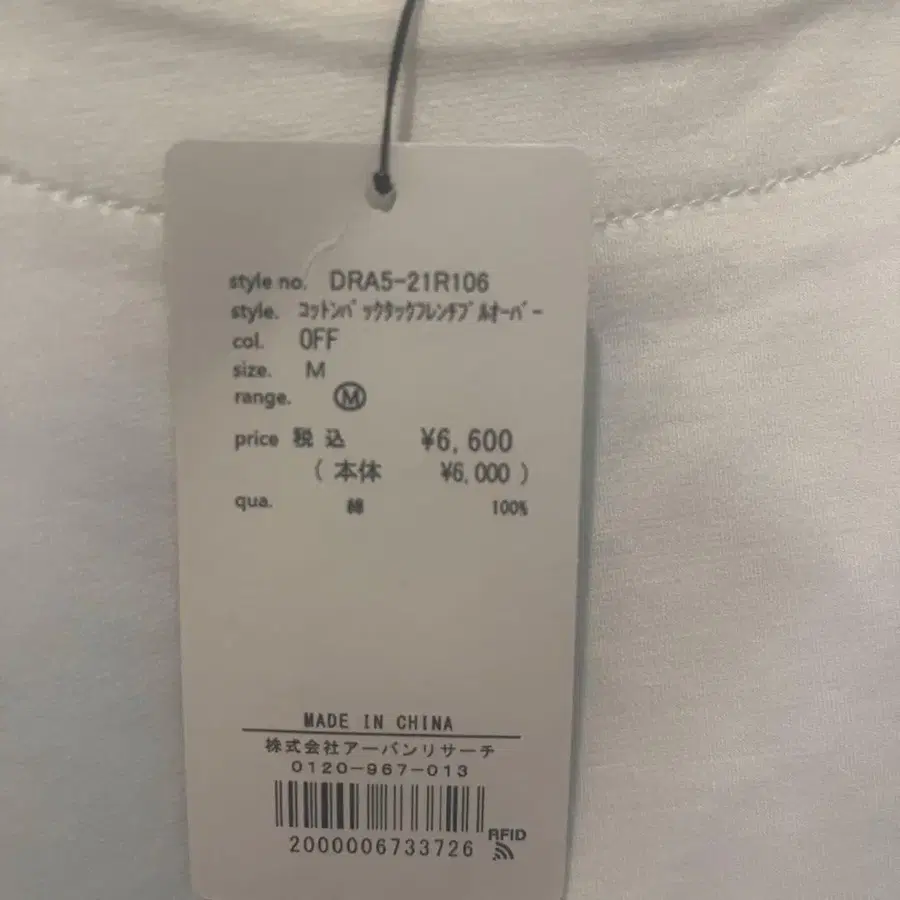 style no. DRA5-21R106
style. ｺｯﾄﾝﾊﾞｯｸﾀｯｸﾌﾚﾝﾁﾌﾟﾙｵｰﾊﾞｰ
col. OFF
size. M
range. Ⓜ
price 税込 ¥6,600
(本体 ¥6,000)
qua. 綿 100%
MADE IN CHINA
株式会社アーバンリサーチ
0120-967-013
RFID
2000006733726